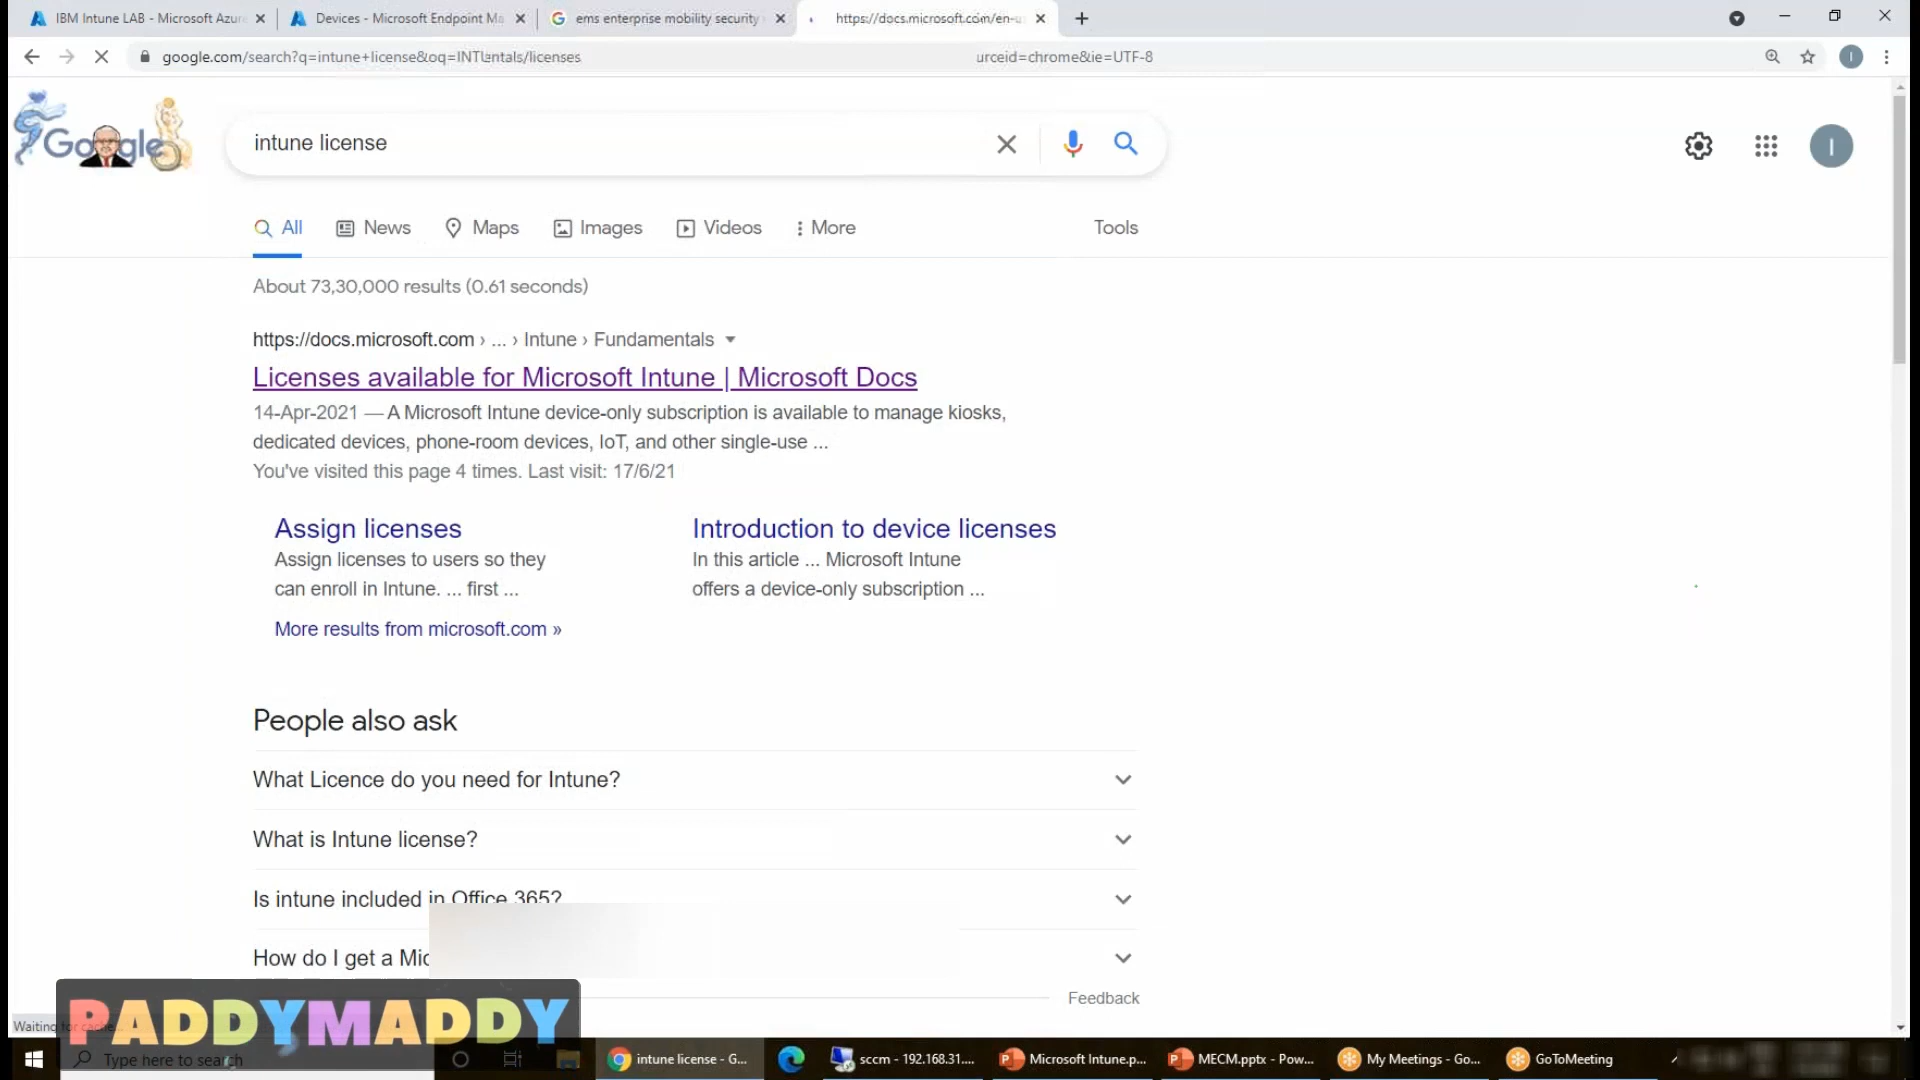 IBM Intune LAB - Microsoft Azur
Devices - Microsoft Endpoint Ma
ems enterprise mobility security
https://docs.microsoft.com/en-u
google.com/search?q=intune+license&oq=INTU
ntals/licenses
urceid=chrome&ie=UTF-8
I
Google
intune license
I
All
News
Maps
Images
Videos
More
Tools
About 73,30,000 results (0.61 seconds)
https://docs.microsoft.com › ... › Intune › Fundamentals
Licenses available for Microsoft Intune | Microsoft Docs
14-Apr-2021 — A Microsoft Intune device-only subscription is available to manage kiosks,
dedicated devices, phone-room devices, IoT, and other single-use ...
You've visited this page 4 times. Last visit: 17/6/21
Assign licenses
Assign licenses to users so they
can enroll in Intune. ... first ...
Introduction to device licenses
In this article ... Microsoft Intune
offers a device-only subscription ...
More results from microsoft.com »
People also ask
What Licence do you need for Intune?
What is Intune license?
Is intune included in Office 365?
How do I get a Mic
Feedback
PADDYMADDY
Waiting for cache...
Type here to search
intune license - G...
sccm - 192.168.31....
Microsoft Intune.p...
MECM.pptx - Pow...
My Meetings - Go...
GoToMeeting